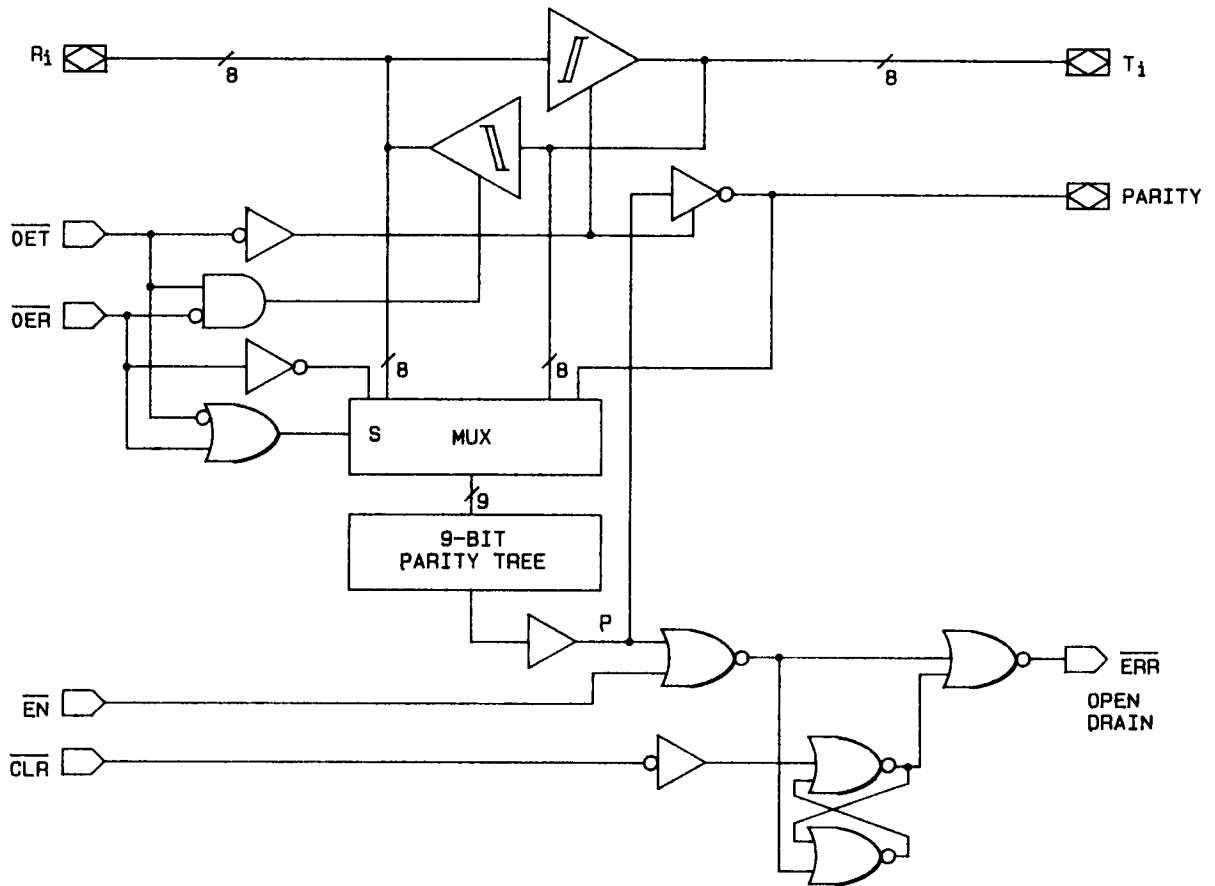 Ri
8
8
Ti
PARITY
OET
OER
8
8
S MUX
9
9-BIT
PARITY TREE
P
EN
ERR
OPEN
DRAIN
CLR